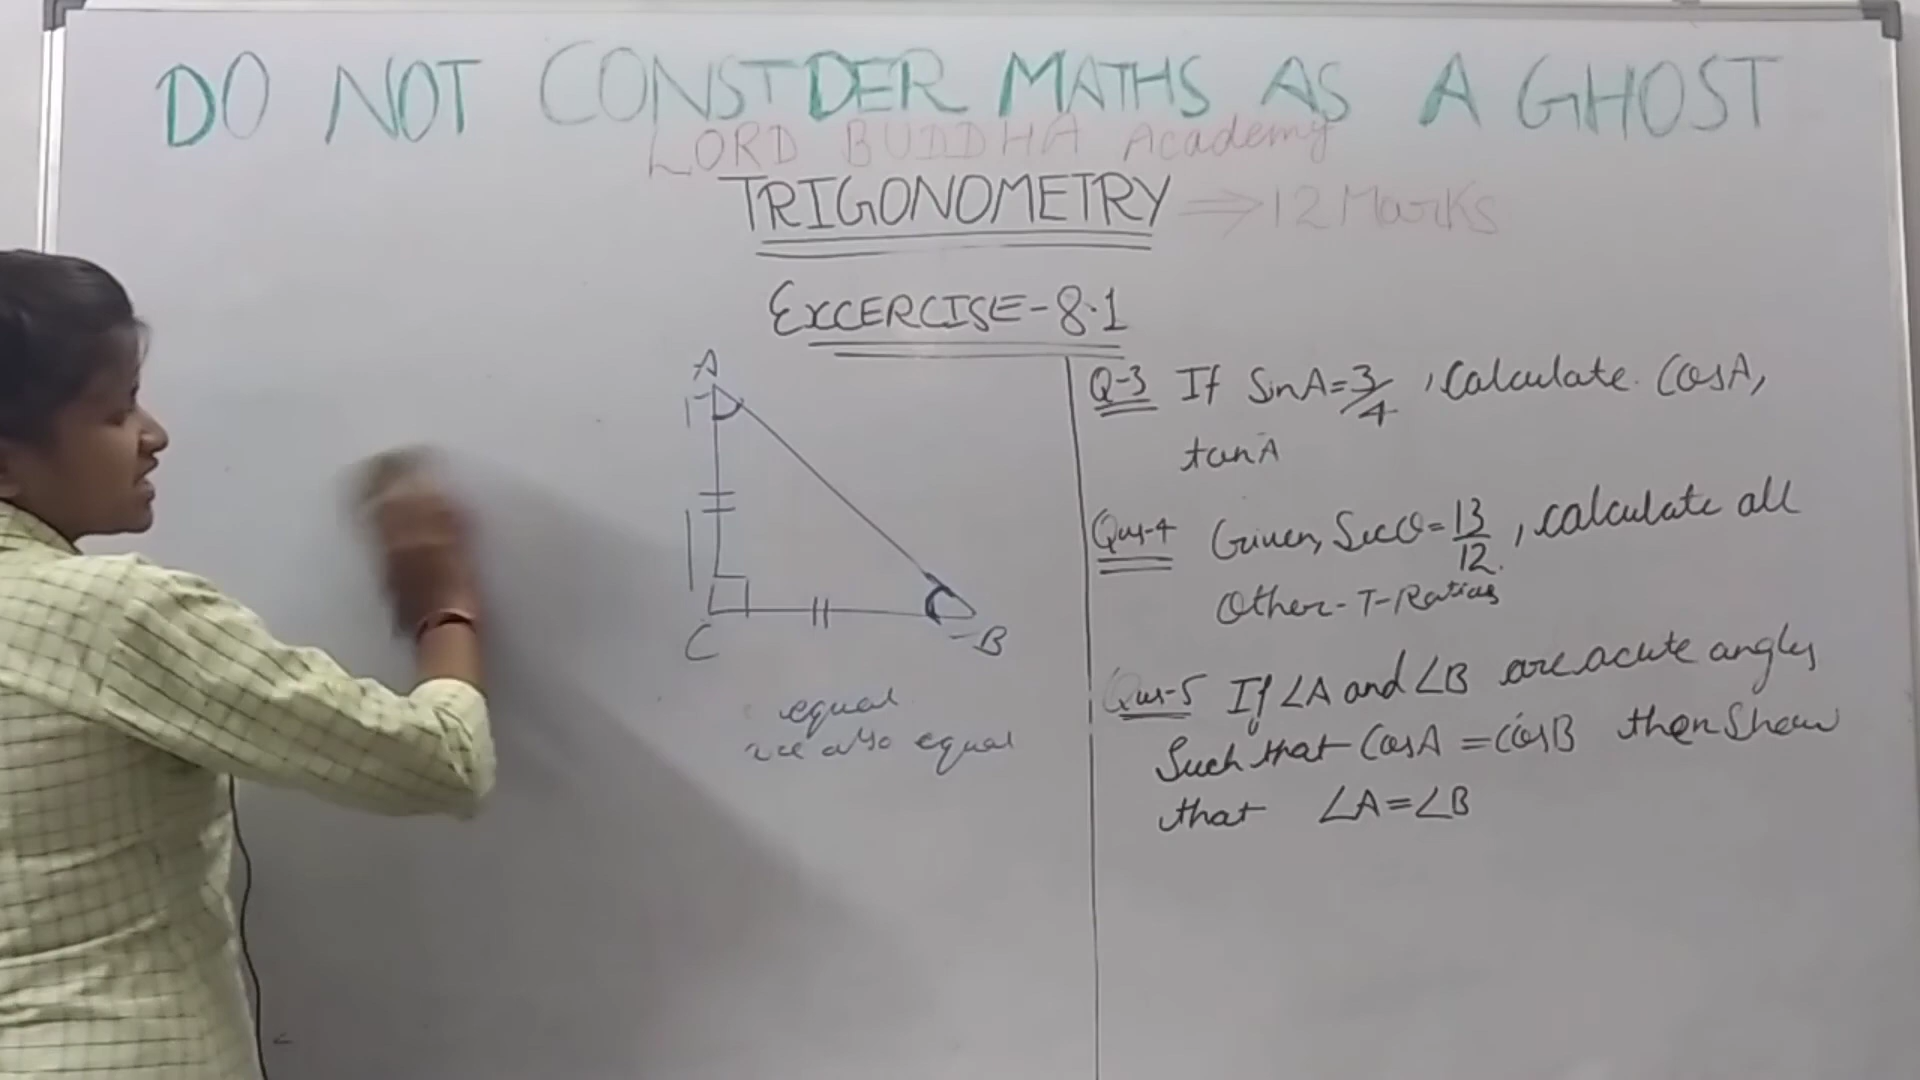 DO NOT CONSIDER MATHS AS A GHOST
LORD BUDDHA Academy
TRIGONOMETRY ⇒ 12 Marks
EXCERCISE-8.1
A
C
B
equal
are also equal
Q-3 If SinA=3/4, Calculate CosA,
tanA
Qus-4 Given, Secθ=13/12, calculate all
Other-T-Ratios
Qus-5 If ∠A and ∠B are acute angles
Such that CosA = CosB then Show
that ∠A=∠B